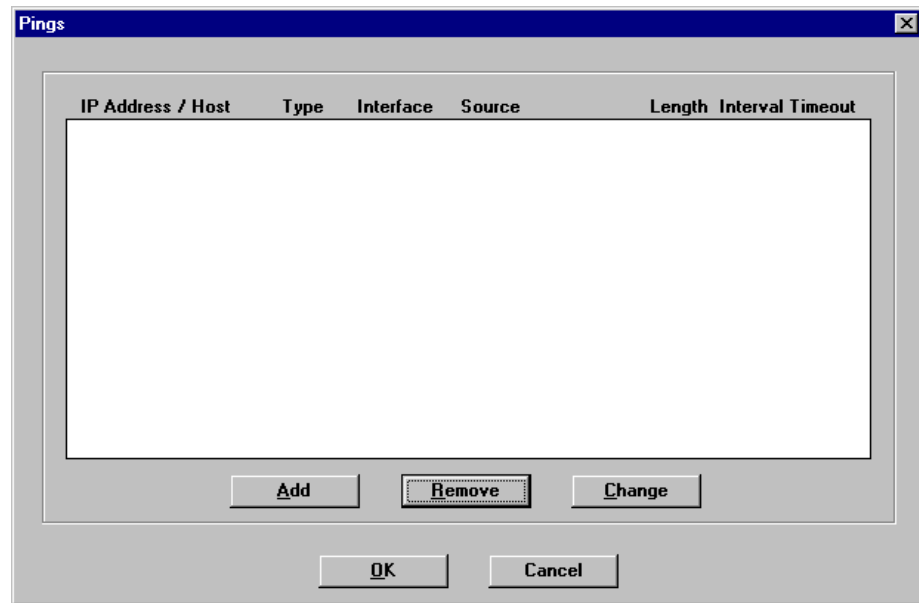 Pings
IP Address / Host Type Interface Source Length Interval Timeout
Add Remove Change
OK Cancel